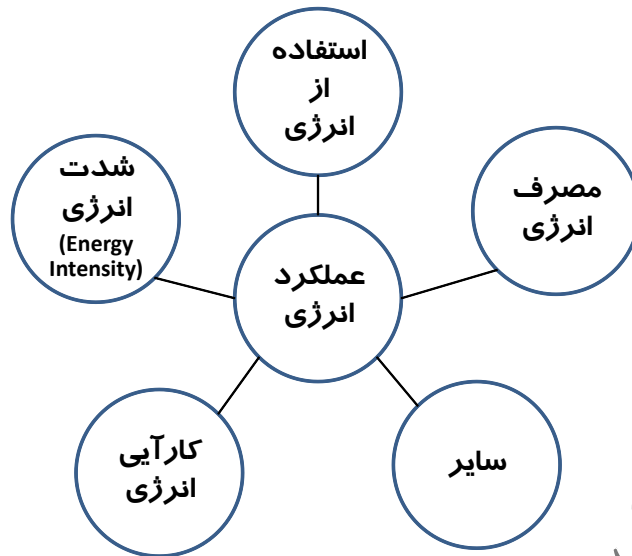 استفاده
از
انرژی
مصرف
انرژی
شدت
انرژی
(Energy
Intensity)
عملکرد
انرژی
کارآیی
انرژی
سایر